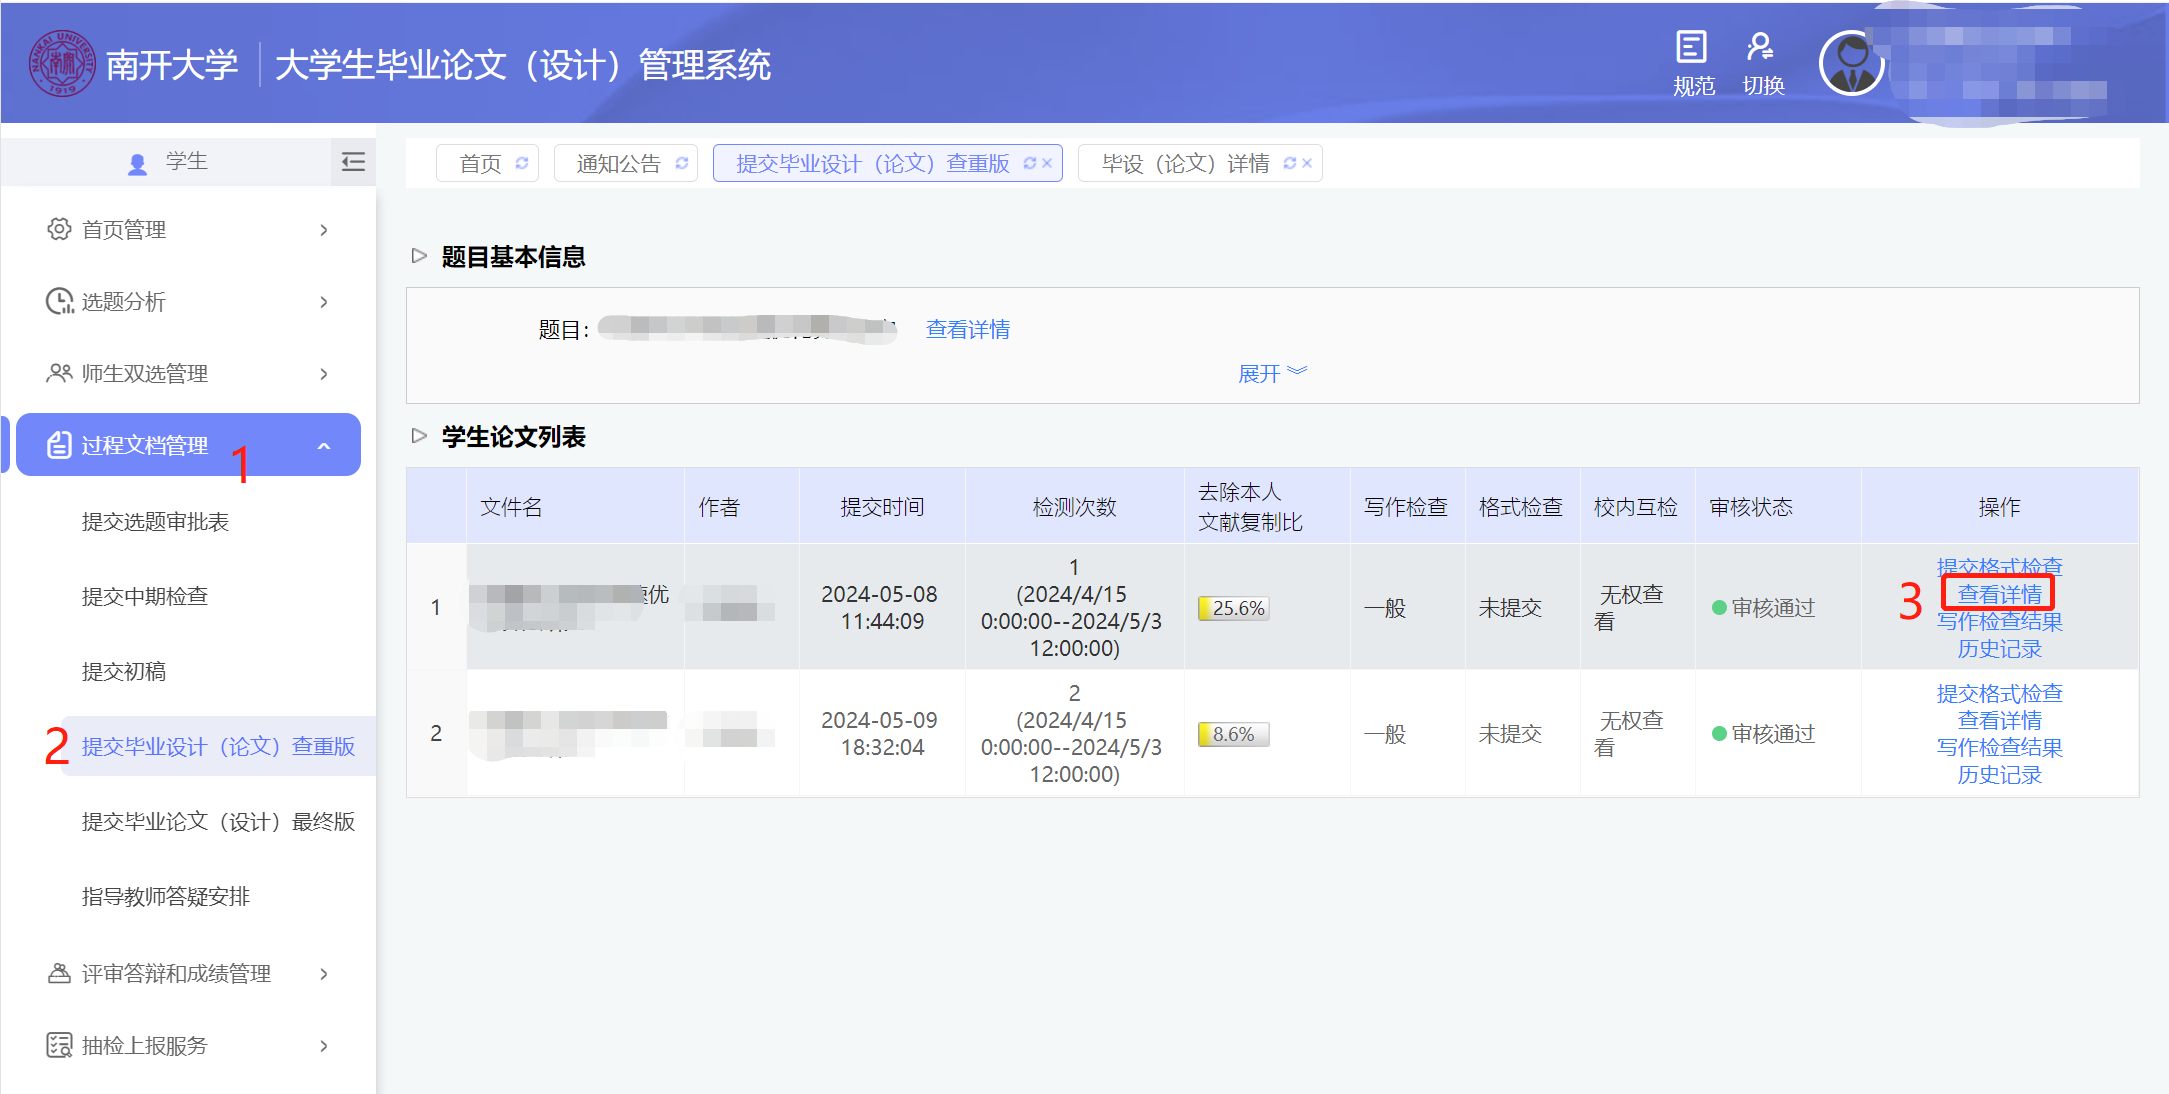 南开大学
大学生毕业论文（设计）管理系统
规范
切换
学生
首页
通知公告
提交毕业设计（论文）查重版
毕设（论文）详情
首页管理
选题分析
师生双选管理
过程文档管理
1
提交选题审批表
提交中期检查
提交初稿
2
提交毕业设计（论文）查重版
提交毕业论文（设计）最终版
指导教师答疑安排
评审答辩和成绩管理
抽检上报服务
题目基本信息
题目：
查看详情
展开
学生论文列表
文件名
作者
提交时间
检测次数
去除本人
文献复制比
写作检查
格式检查
校内互检
审核状态
操作
1
优
2024-05-08
11:44:09
1
(2024/4/15
0:00:00--2024/5/3
12:00:00)
25.6%
一般
未提交
无权查
看
审核通过
3
提交格式检查
查看详情
写作检查结果
历史记录
2
2024-05-09
18:32:04
2
(2024/4/15
0:00:00--2024/5/3
12:00:00)
8.6%
一般
未提交
无权查
看
审核通过
提交格式检查
查看详情
写作检查结果
历史记录